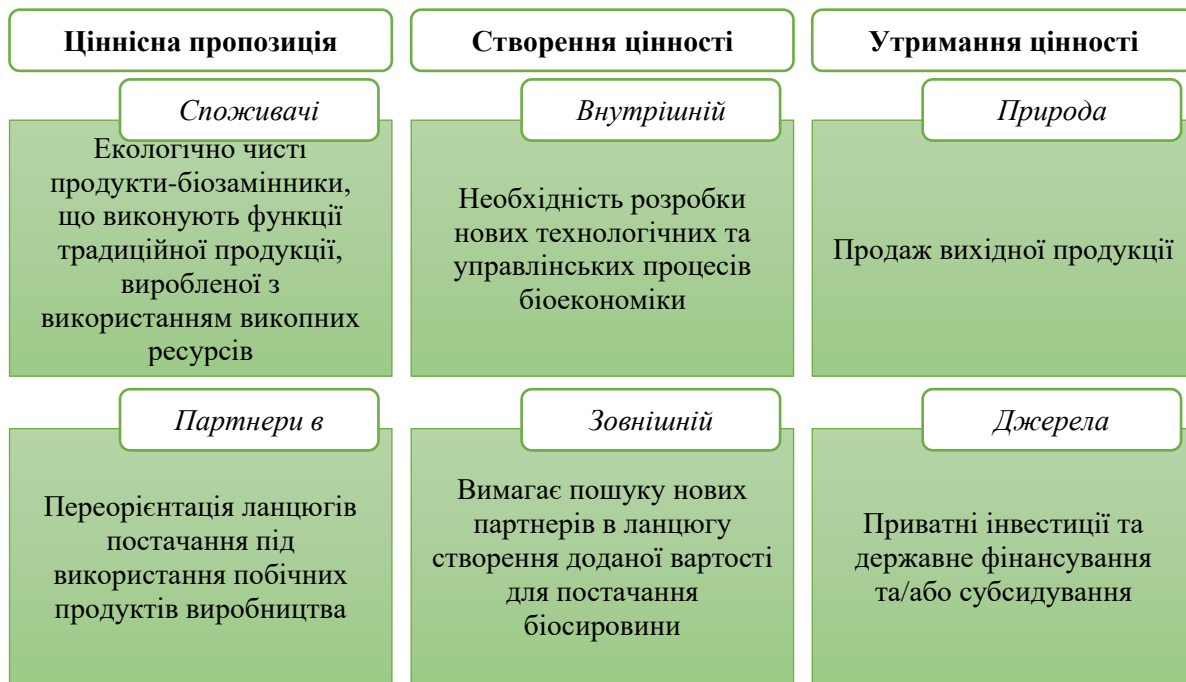 Ціннісна пропозиція
Створення цінності
Утримання цінності
Споживачі
Екологічно чисті
продукти-біозамінники,
що виконують функції
традиційної продукції,
виробленої з
використанням викопних
ресурсів
Внутрішній
Необхідність розробки
нових технологічних та
управлінських процесів
біоекономіки
Природа
Продаж вихідної продукції
Партнери в
Переорієнтація ланцюгів
постачання під
використання побічних
продуктів виробництва
Зовнішній
Вимагає пошуку нових
партнерів в ланцюгу
створення доданої вартості
для постачання
біосировини
Джерела
Приватні інвестиції та
державне фінансування
та/або субсидування